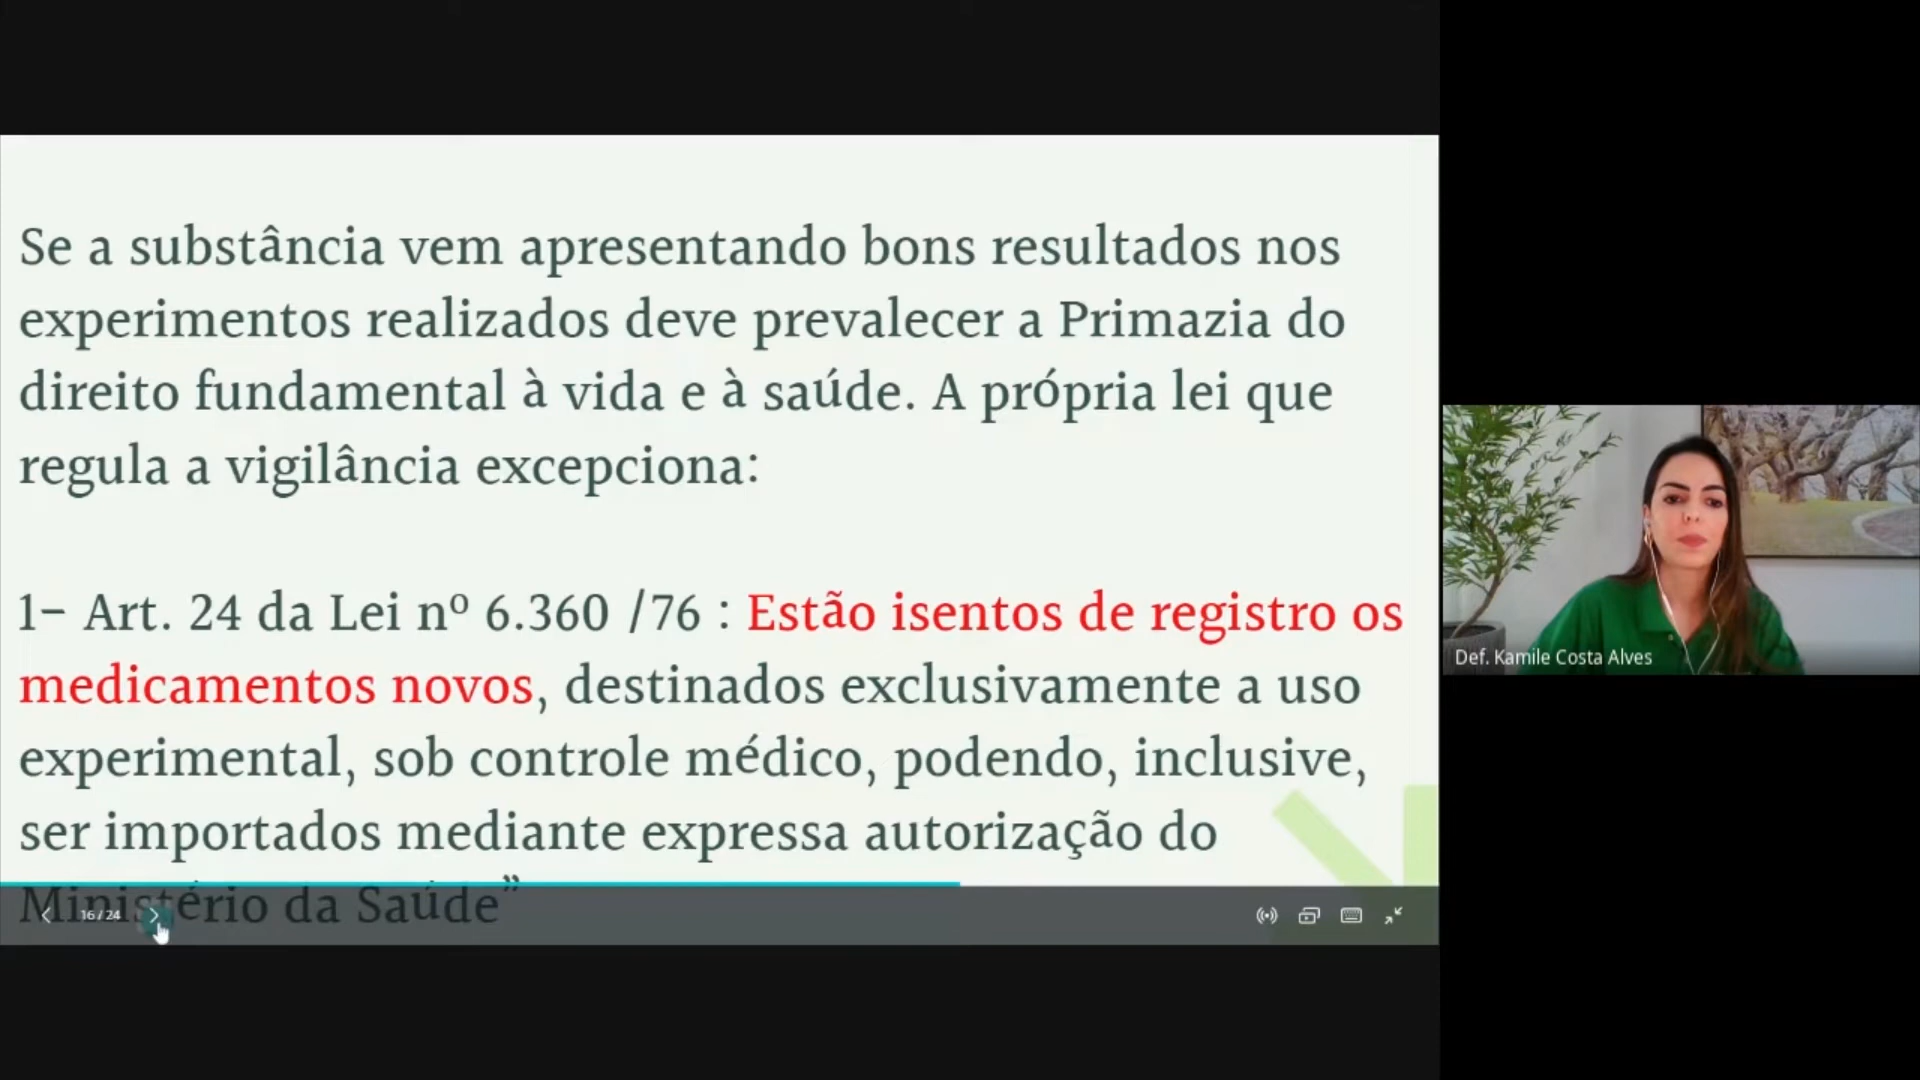 Se a substância vem apresentando bons resultados nos
experimentos realizados deve prevalecer a Primazia do
direito fundamental à vida e à saúde. A própria lei que
regula a vigilância excepciona:
1– Art. 24 da Lei nº 6.360 /76 : Estão isentos de registro os
medicamentos novos, destinados exclusivamente a uso
experimental, sob controle médico, podendo, inclusive,
ser importados mediante expressa autorização do
Ministério da Saúde”
16 / 24
Def. Kamile Costa Alves